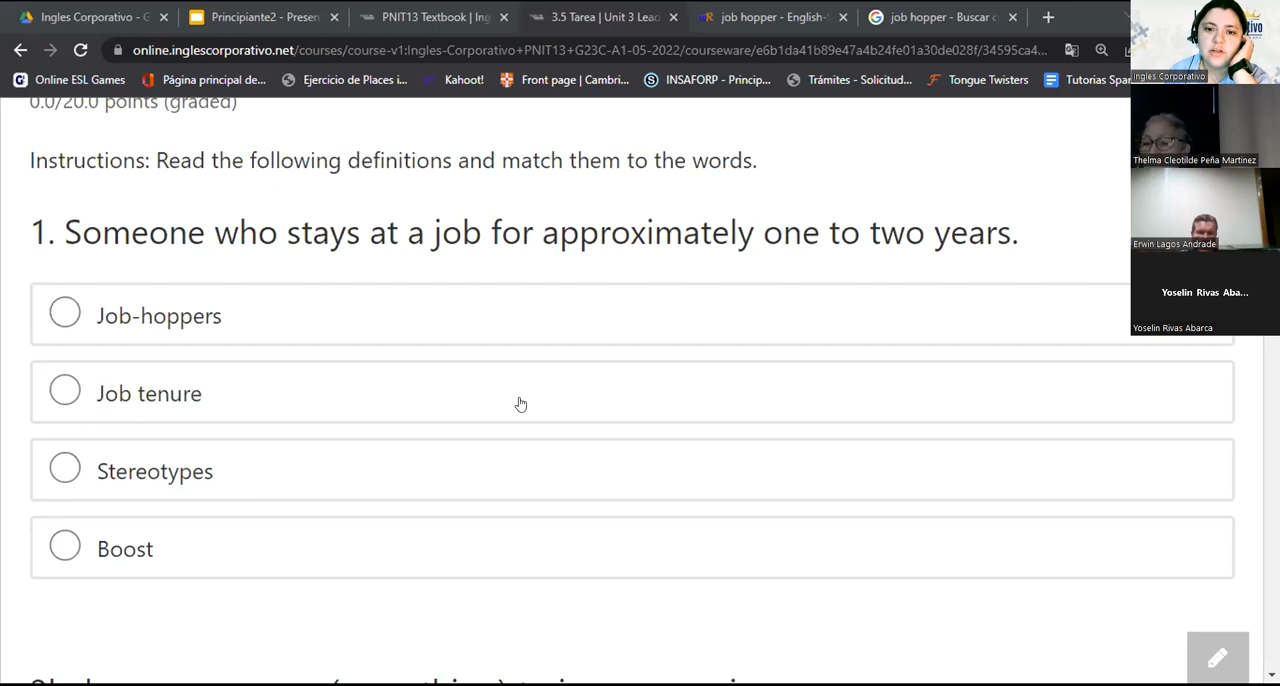 Ingles Corporativo - G
Principiante2 - Presen
PNIT13 Textbook | Ing
3.5 Tarea | Unit 3 Lead
job hopper - English-S
job hopper - Buscar c
online.inglescorporativo.net/courses/course-v1:Ingles-Corporativo+PNIT13+G23C-A1-05-2022/courseware/e6b1da41b89e47a4b24fe01a30de028f/34595ca4...
Online ESL Games
Página principal de...
Ejercicio de Places i...
Kahoot!
Front page | Cambri...
INSAFORP - Princip...
Trámites - Solicitud...
Tongue Twisters
Tutorias Spar
Ingles Corporativo
Thelma Cleotilde Peña Martinez
Erwin Lagos Andrade
Yoselin Rivas Aba...
Yoselin Rivas Abarca
0.0/20.0 points (graded)
Instructions: Read the following definitions and match them to the words.
1. Someone who stays at a job for approximately one to two years.
Job-hoppers
Job tenure
Stereotypes
Boost